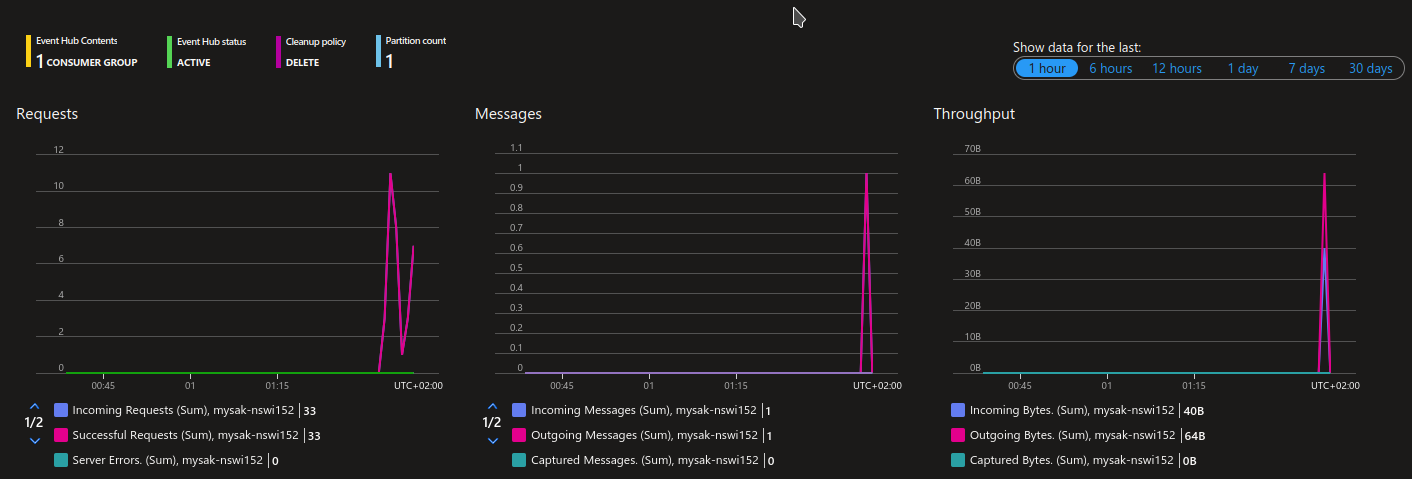 Event Hub Contents
1 CONSUMER GROUP
Event Hub status
ACTIVE
Cleanup policy
DELETE
Partition count
1
Show data for the last:
1 hour 6 hours 12 hours 1 day 7 days 30 days
Requests
12
10
8
6
4
2
0
00:45 01 01:15 UTC+02:00
1/2
Incoming Requests (Sum), mysak-nswi152 | 33
Successful Requests (Sum), mysak-nswi152 | 33
Server Errors. (Sum), mysak-nswi152 | 0
Messages
1.1
1
0.9
0.8
0.7
0.6
0.5
0.4
0.3
0.2
0.1
0
00:45 01 01:15 UTC+02:00
1/2
Incoming Messages (Sum), mysak-nswi152 | 1
Outgoing Messages (Sum), mysak-nswi152 | 1
Captured Messages. (Sum), mysak-nswi152 | 0
Throughput
70B
60B
50B
40B
30B
20B
10B
0B
00:45 01 01:15 UTC+02:00
Incoming Bytes. (Sum), mysak-nswi152 | 40B
Outgoing Bytes. (Sum), mysak-nswi152 | 64B
Captured Bytes. (Sum), mysak-nswi152 | 0B